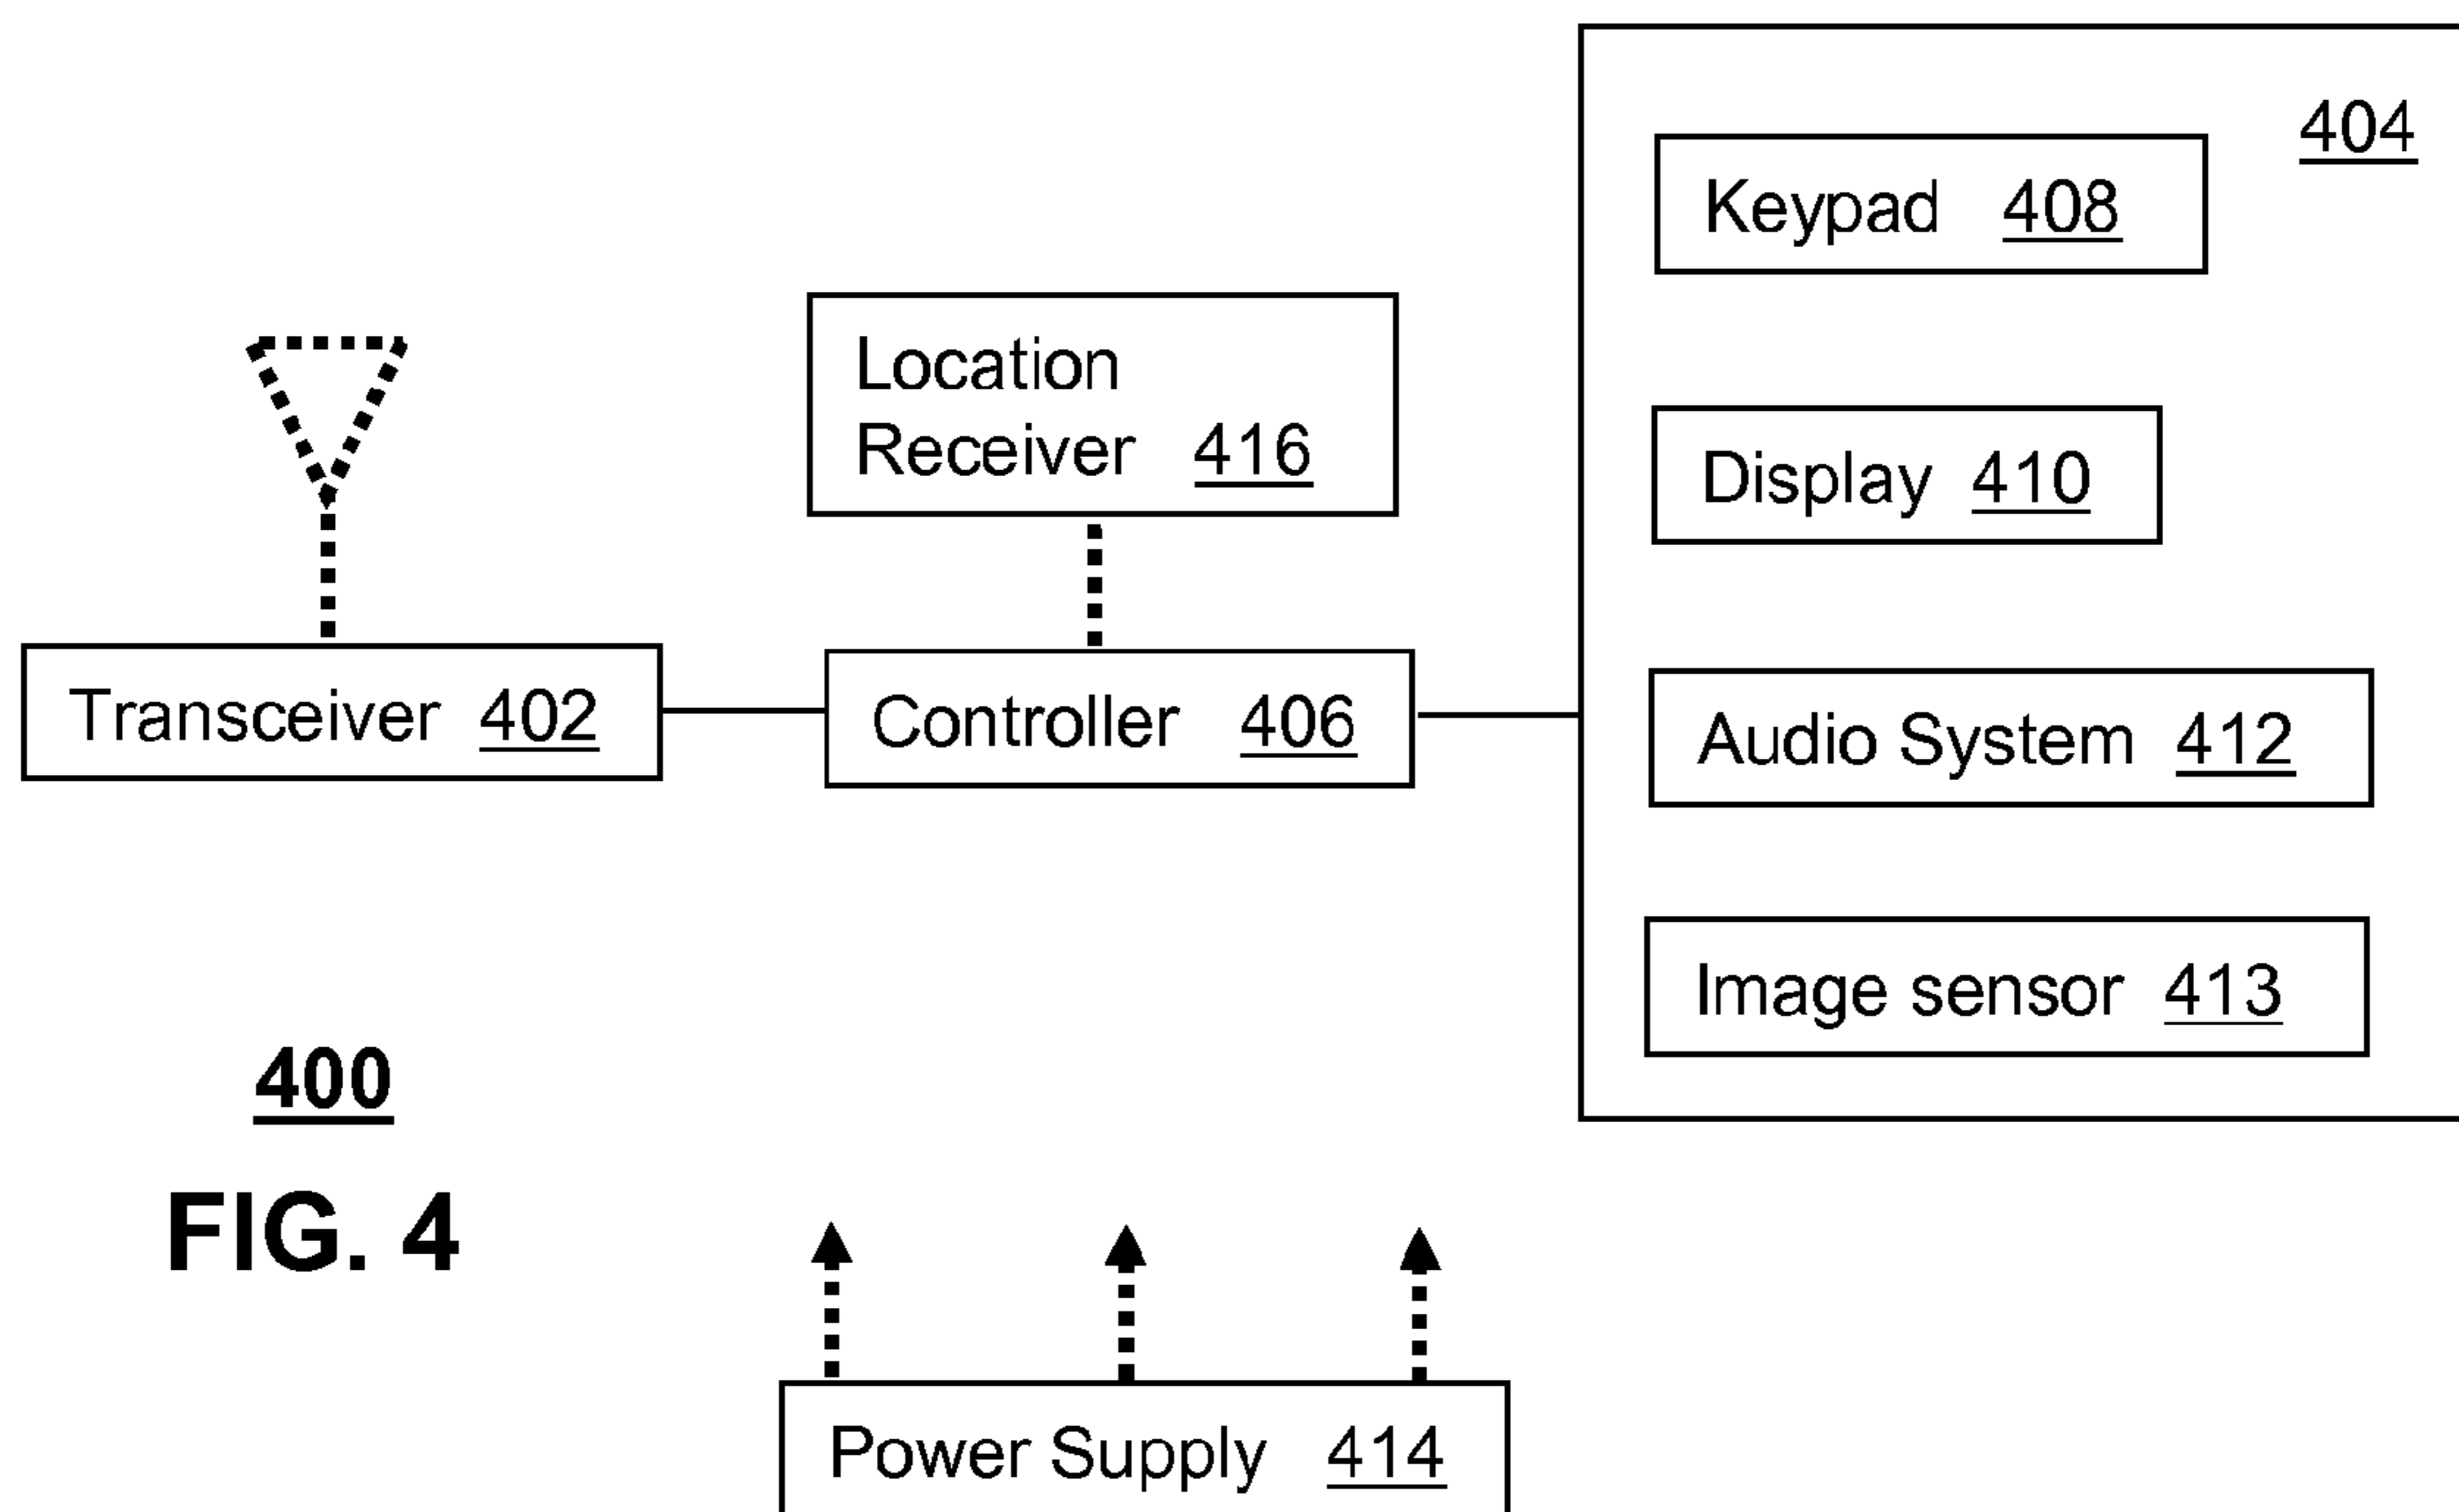 404
Keypad 408
Location
Receiver 416
Display 410
Transceiver 402
Controller 406
Audio System 412
Image sensor 413
400
FIG. 4
Power Supply 414